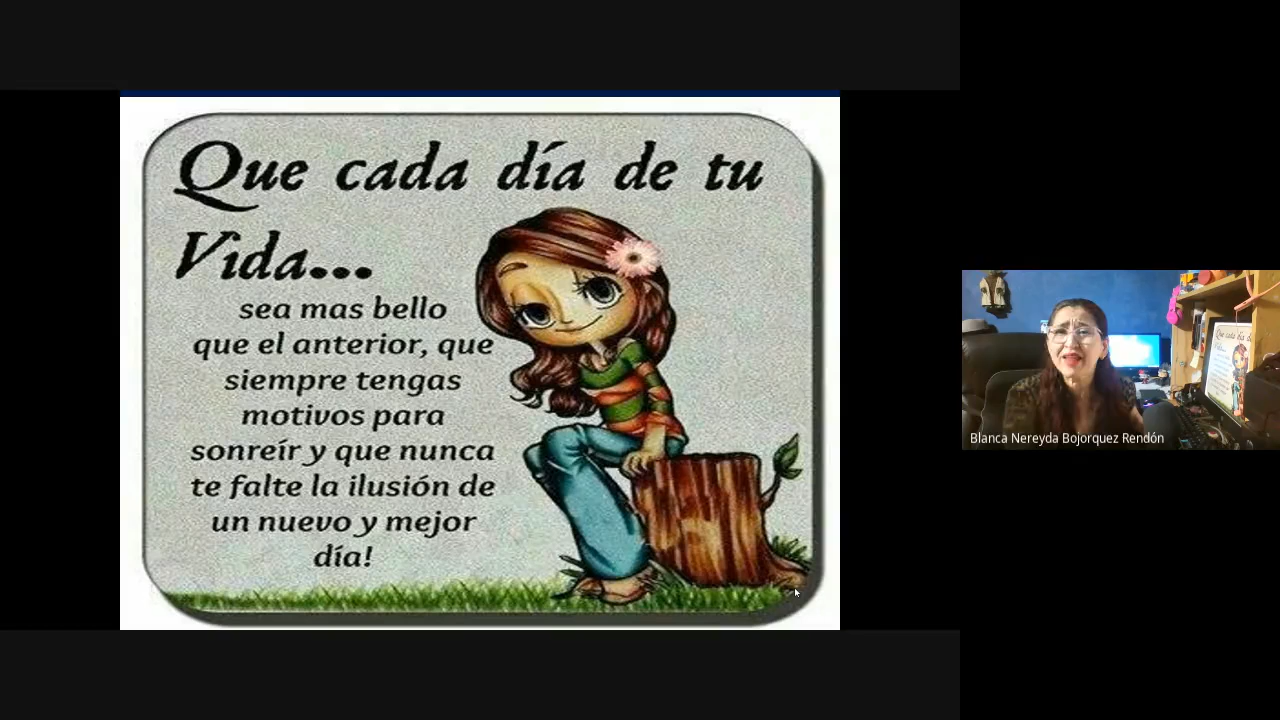 Que cada día de tu
Vida...
sea mas bello
que el anterior, que
siempre tengas
motivos para
sonreír y que nunca
te falte la ilusión de
un nuevo y mejor
día!
Blanca Nereyda Bojorquez Rendón